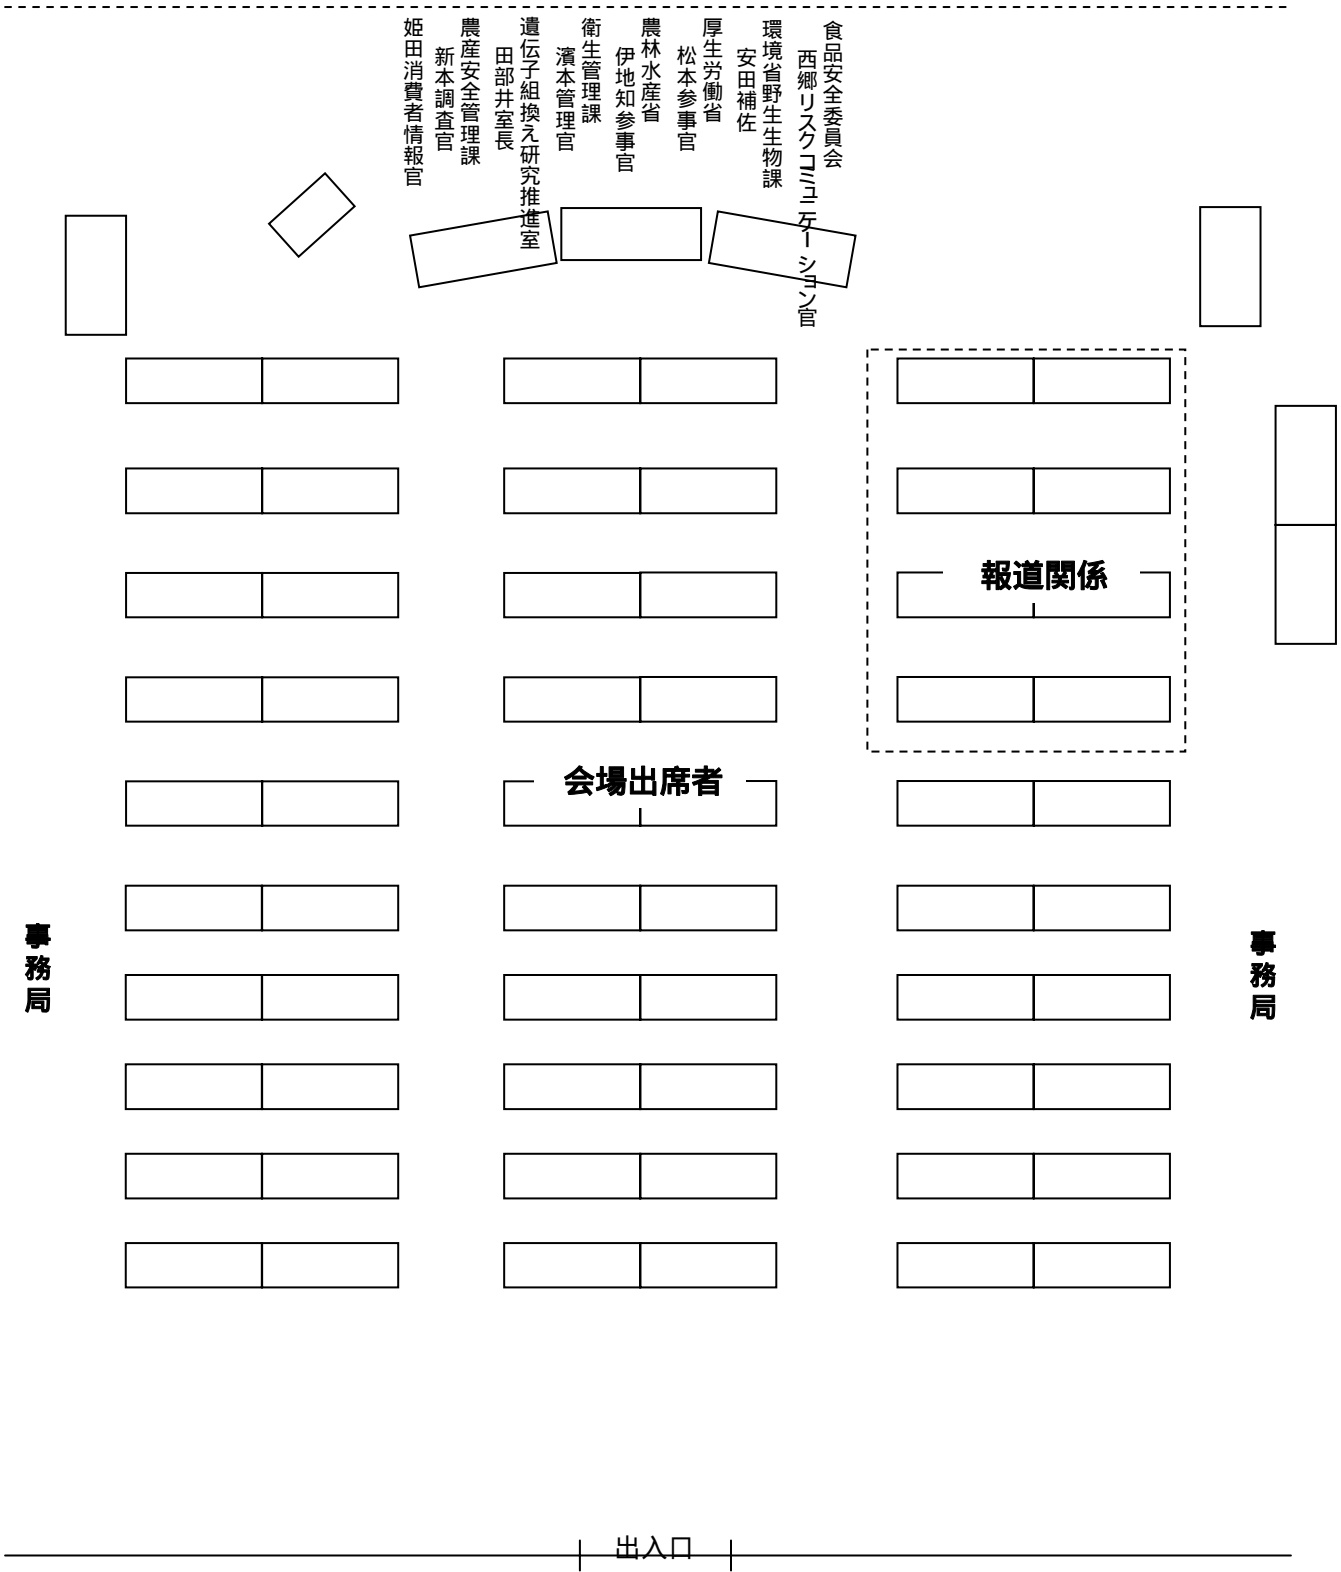 食品安全委員会
西郷リスクコミュニケーション官
環境省野生生物課
安田補佐
厚生労働省
松本参事官
農林水産省
伊地知参事官
衛生管理課
濱本管理官
遺伝子組換え研究推進室
田部井室長
農産安全管理課
新本調査官
姫田消費者情報官
報道関係
会場出席者
事務局
事務局
出入口